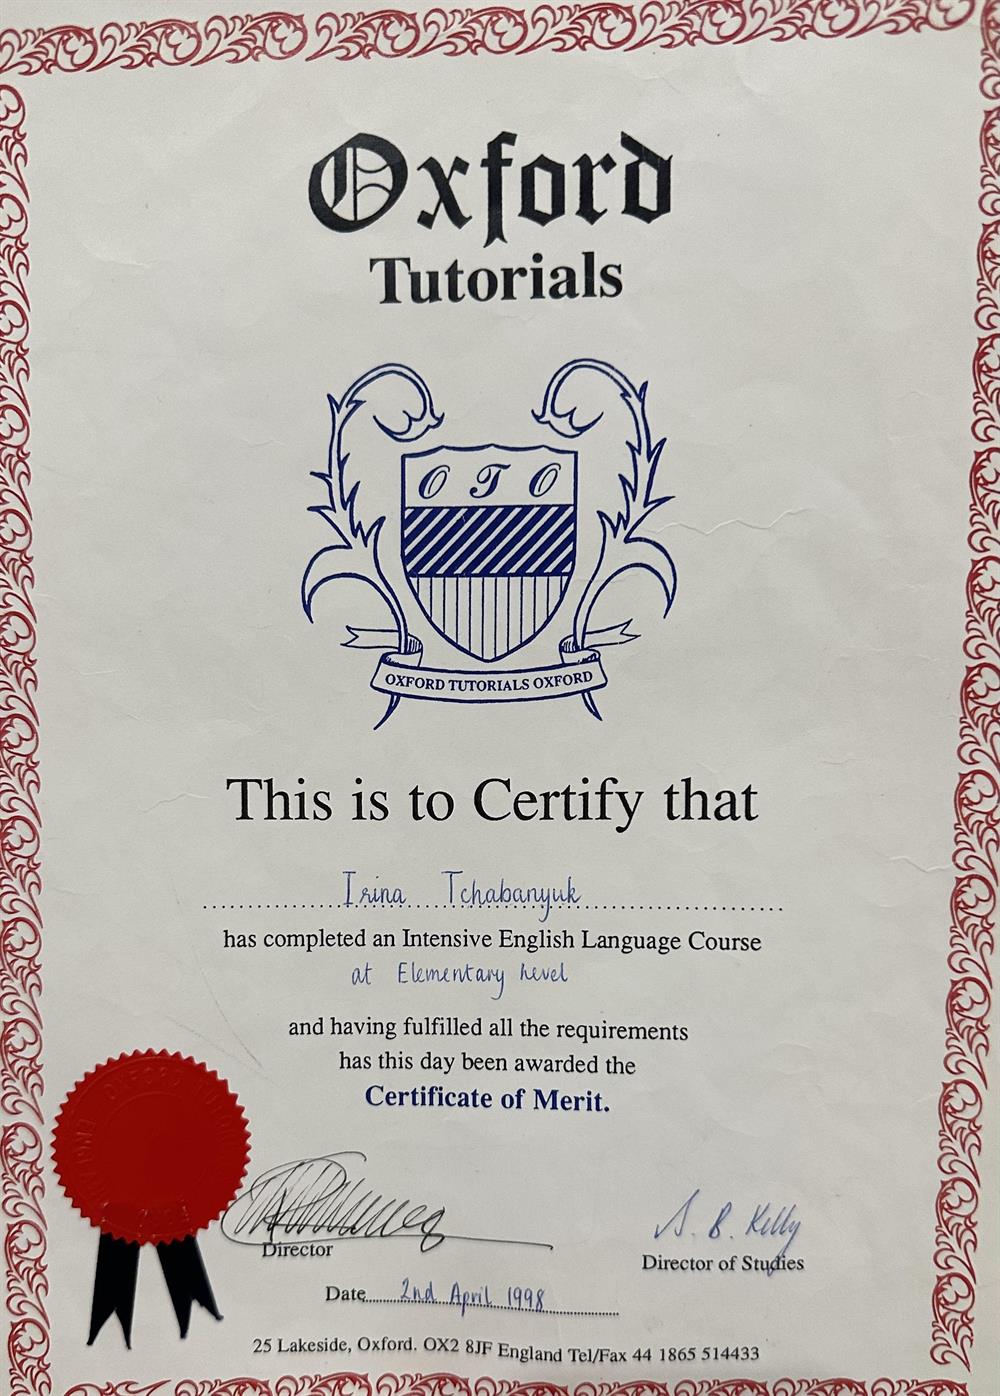 Oxford
Tutorials
O T O
OXFORD TUTORIALS OXFORD
This is to Certify that
Irina Tchabanyuk
has completed an Intensive English Language Course
at Elementary Level
and having fulfilled all the requirements
has this day been awarded the
Certificate of Merit.
S. B. Kelly
Director
Director of Studies
Date 2nd April 1998
25 Lakeside, Oxford. OX2 8JF England Tel/Fax 44 1865 514433